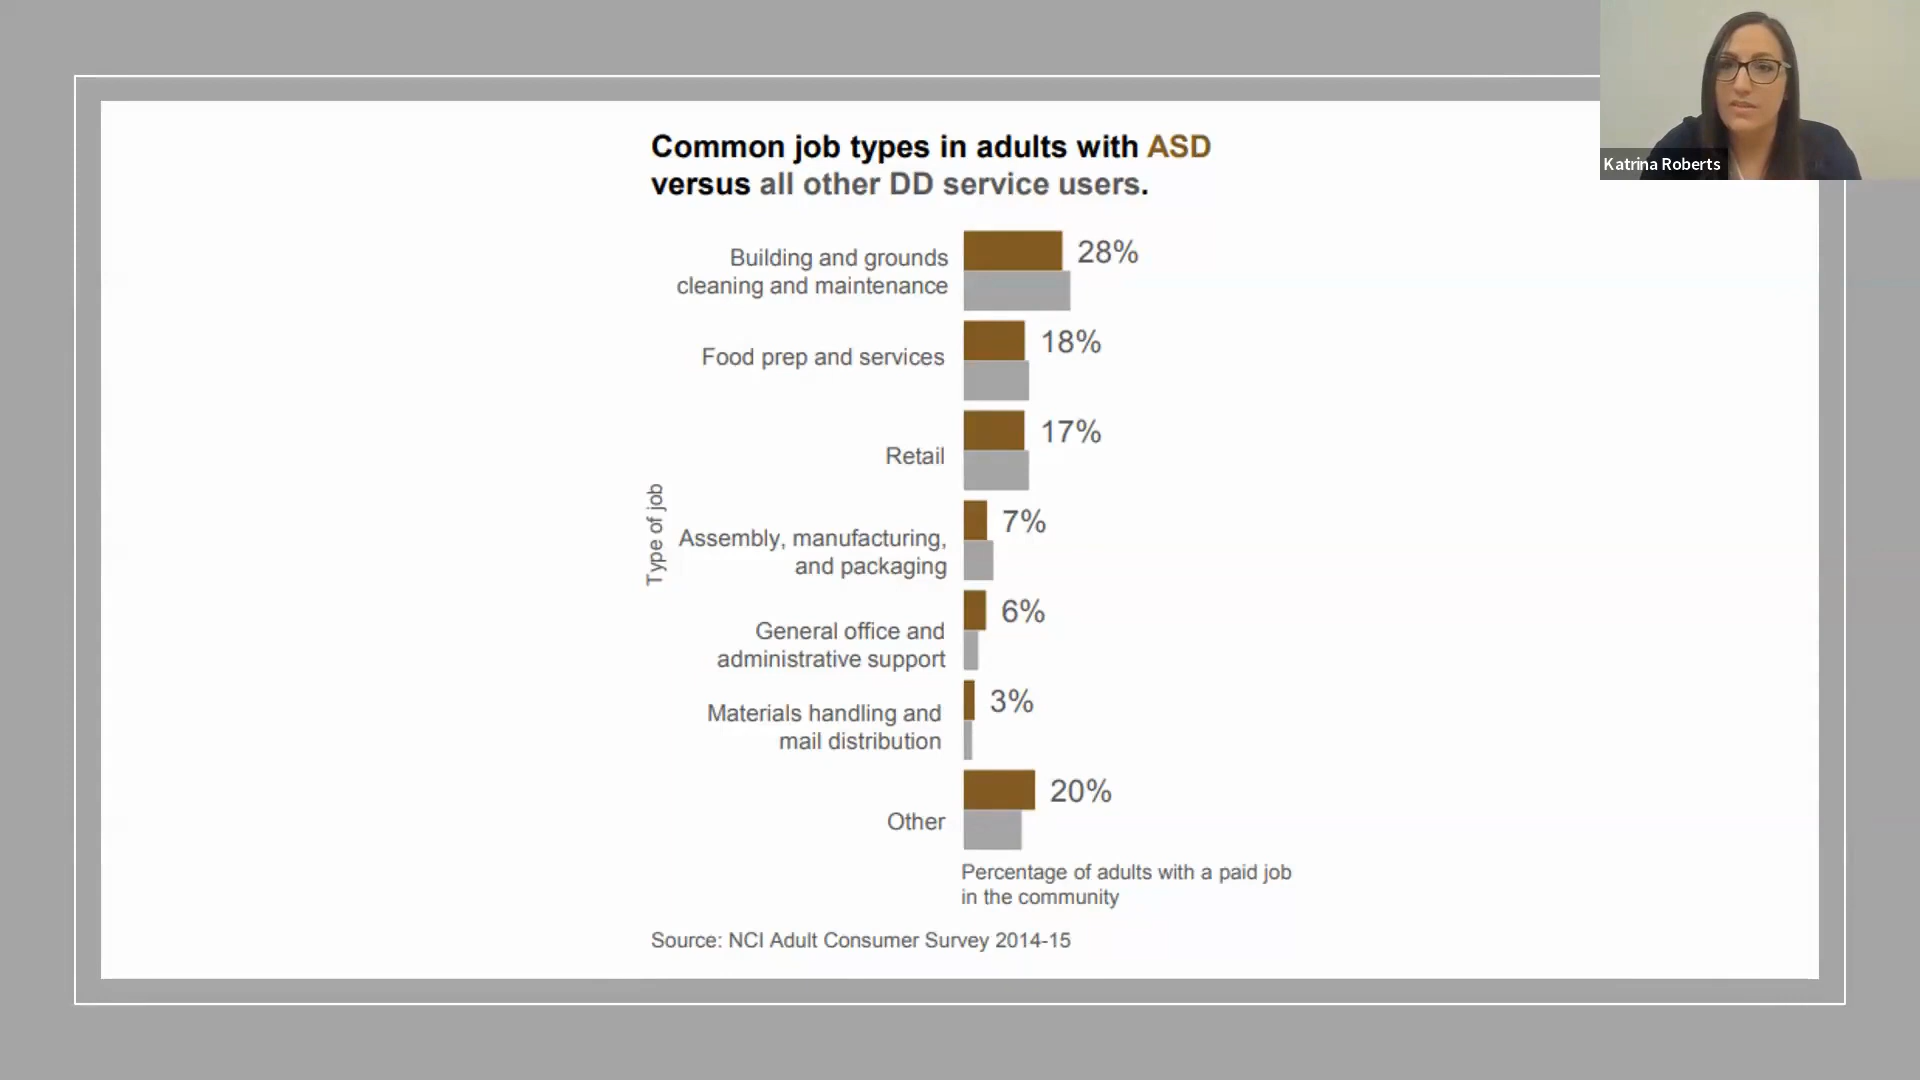 Common job types in adults with ASD
versus all other DD service users.
Building and grounds
cleaning and maintenance
28%
Food prep and services
18%
Retail
17%
Type of job
Assembly, manufacturing,
and packaging
7%
General office and
administrative support
6%
Materials handling and
mail distribution
3%
Other
20%
Percentage of adults with a paid job
in the community
Source: NCI Adult Consumer Survey 2014-15
Katrina Roberts